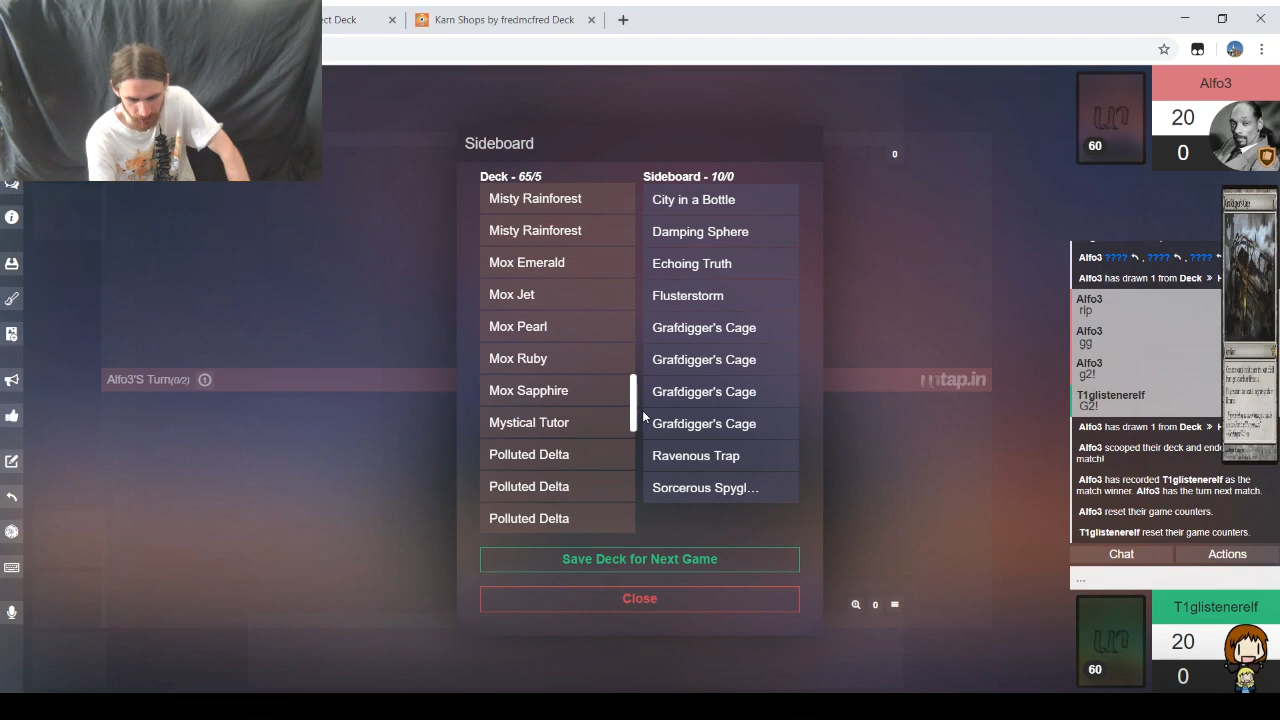 ect Deck
Karn Shops by fredmcfred Deck
Alfo3
20
60
0
Sideboard
0
Deck - 65/5
Sideboard - 10/0
Misty Rainforest
City in a Bottle
Misty Rainforest
Damping Sphere
Mox Emerald
Echoing Truth
Mox Jet
Flusterstorm
Mox Pearl
Grafdigger's Cage
Mox Ruby
Grafdigger's Cage
Mox Sapphire
Grafdigger's Cage
Mystical Tutor
Grafdigger's Cage
Polluted Delta
Ravenous Trap
Polluted Delta
Sorcerous Spygl...
Polluted Delta
Save Deck for Next Game
Close
Alfo3'S Turn(0/2)
untap.in
0
Alfo3 ???? , ???? , ????
Alfo3 has drawn 1 from Deck » H
Alfo3
rip
Alfo3
gg
Alfo3
g2!
T1glistenerelf
G2!
Alfo3 has drawn 1 from Deck » H
Alfo3 scooped their deck and ende
match!
Alfo3 has recorded T1glistenerelf as the
match winner. Alfo3 has the turn next match.
Alfo3 reset their game counters.
T1glistenerelf reset their game counters.
Chat
Actions
...
T1glistenerelf
20
60
0